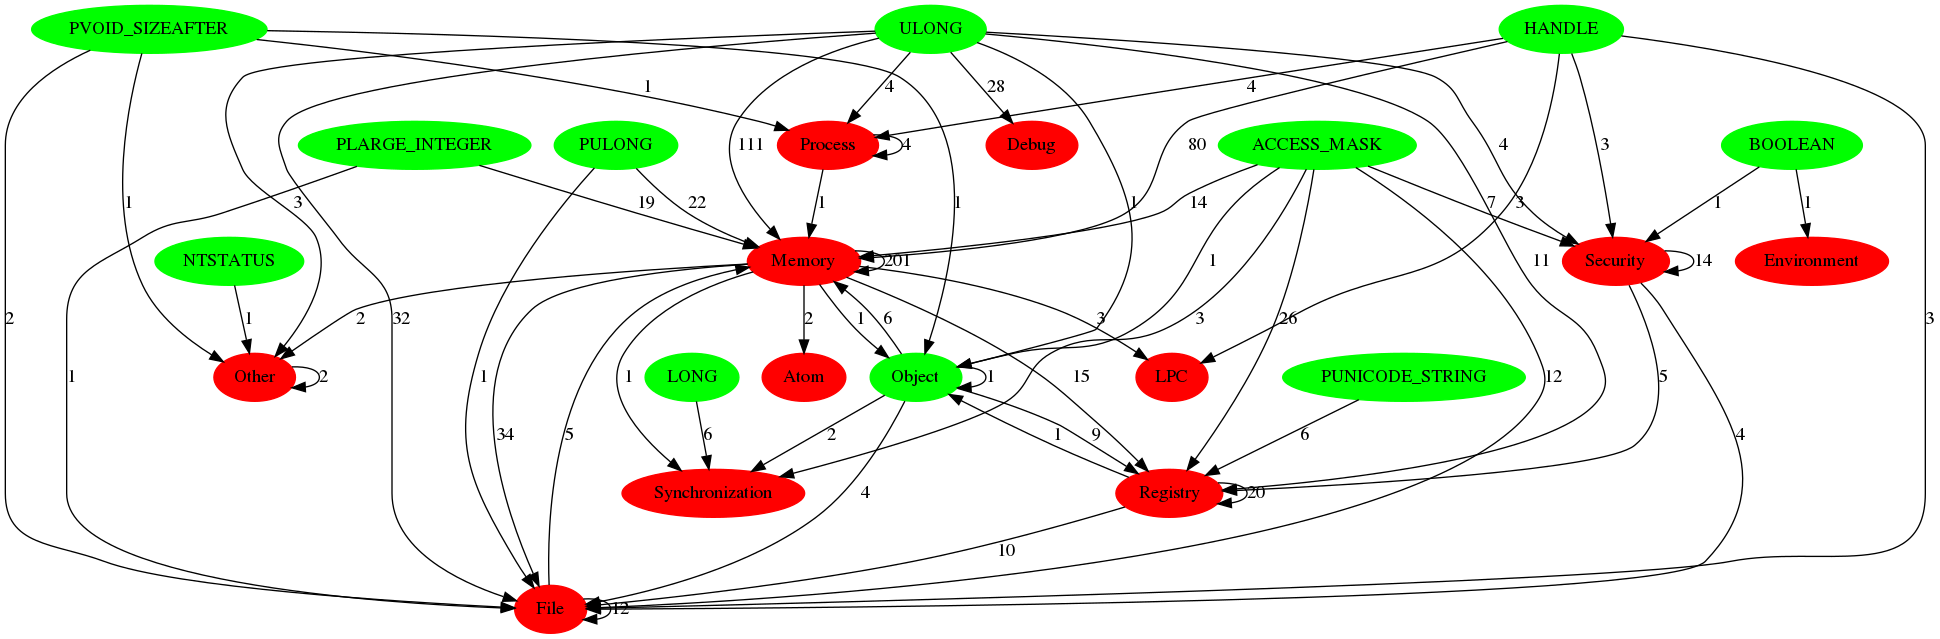 PVOID_SIZEAFTER
ULONG
HANDLE
1
4
28
4
PLARGE_INTEGER
PULONG
111
Process
4
Debug
80
ACCESS_MASK
3
4
BOOLEAN
1
3
19
22
1
1
1
14
7
3
1
1
NTSTATUS
Memory
201
1
Security
14
Environment
2
1
2
32
2
1
6
3
3
26
11
3
1
Other
2
LONG
Atom
Object
1
LPC
PUNICODE_STRING
1
1
34
5
6
2
1
9
15
6
12
5
4
Synchronization
4
Registry
20
10
File
12